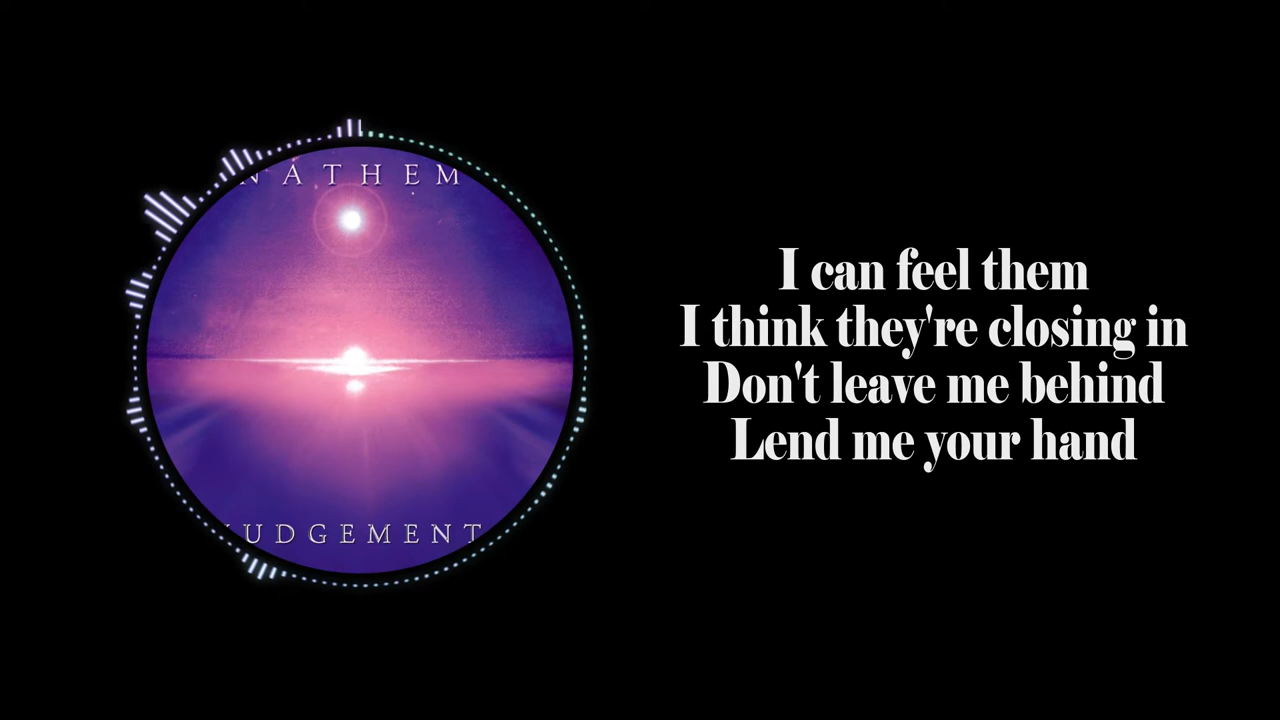 NATHEM
I can feel them
I think they're closing in
Don't leave me behind
Lend me your hand
UDGEMENT